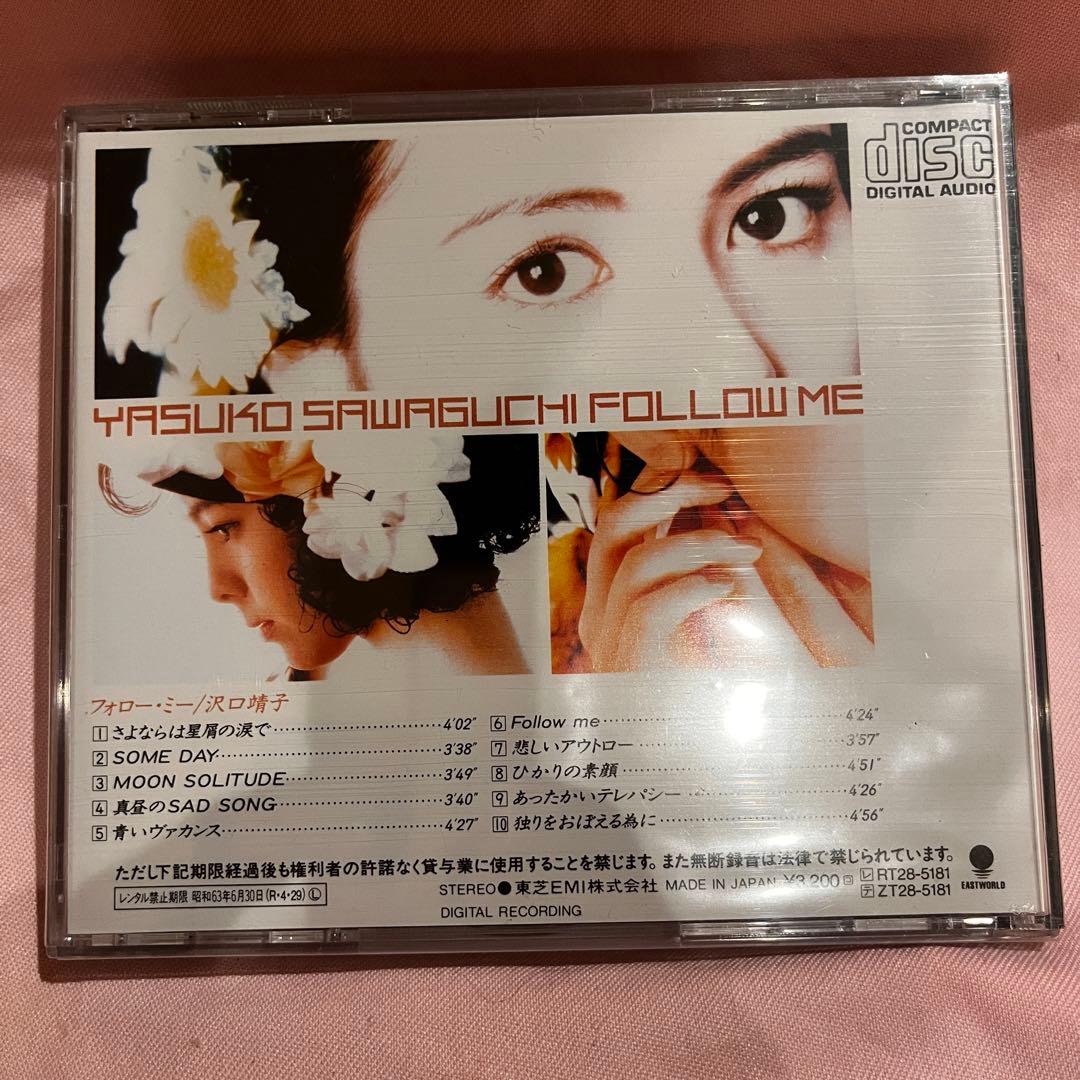 COMPACT
disc
DIGITAL AUDIO
YASUKO SAWAGUCHI FOLLOW ME
フォロー・ミー/沢口靖子
1 さよならは星屑の涙で 4'02"
2 SOME DAY 3'38"
3 MOON SOLITUDE 3'49"
4 真昼のSAD SONG 3'40"
5 青いヴァカンス 4'27"
6 Follow me 4'24"
7 悲しいアウトロー 3'57"
8 ひかりの素顔 4'51"
9 あったかいテレパシー 4'26"
10 独りをおぼえる為に 4'56"
ただし下記期限経過後も権利者の許諾なく貸与業に使用することを禁じます。また無断録音は法律で禁じられています。
レンタル禁止期限 昭和63年6月30日(R・4・29) Ⓛ
STEREO●東芝EMI株式会社 MADE IN JAPAN ¥3,200 コ
DIGITAL RECORDING
レ RT28-5181
テ ZT28-5181
EASTWORLD